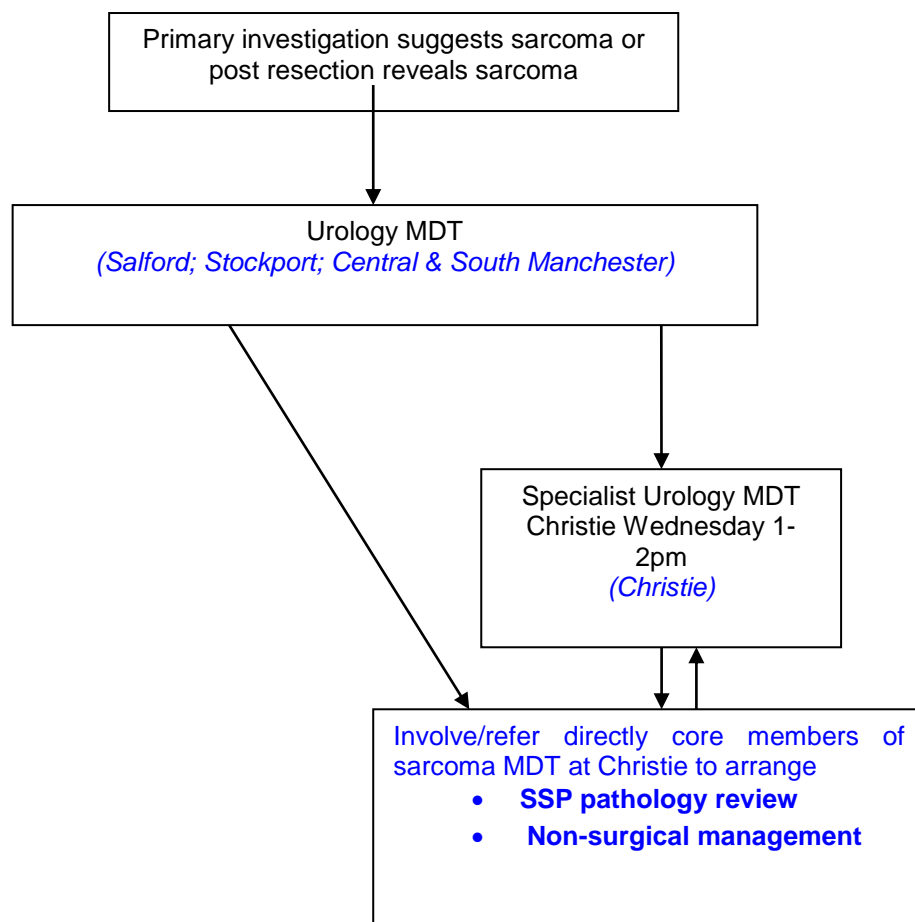 Primary investigation suggests sarcoma or
post resection reveals sarcoma
Urology MDT
(Salford; Stockport; Central & South Manchester)
Specialist Urology MDT
Christie Wednesday 1-
2pm
(Christie)
Involve/refer directly core members of
sarcoma MDT at Christie to arrange
• SSP pathology review
• Non-surgical management